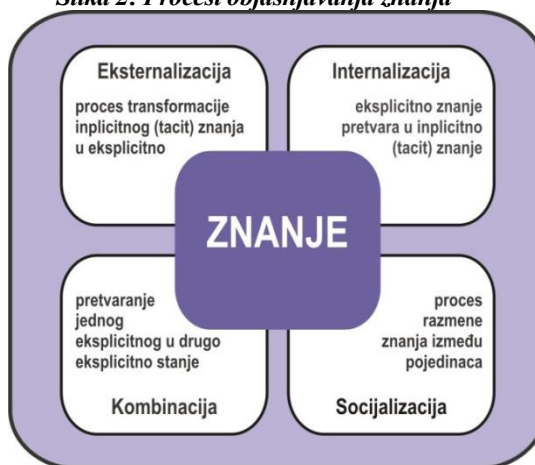 Slika 2: Procesi objašnjavanja znanja
Eksternalizacija
proces transformacije
inplicitnog (tacit) znanja
u eksplicitno
Internalizacija
eksplicitno znanje
pretvara u inplicitno
(tacit) znanje
ZNANJE
pretvaranje
jednog
eksplicitnog u drugo
eksplicitno stanje
Kombinacija
proces
razmene
znanja između
pojedinaca
Socijalizacija